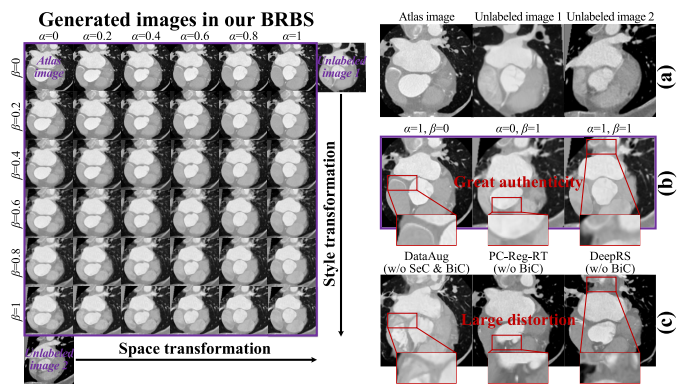 Generated images in our BRBS
α=0 α=0.2 α=0.4 α=0.6 α=0.8 α=1
β=0
Atlas
image
Unlabeled
image 1
β=0.2
β=0.4
β=0.6
β=0.8
β=1
Style transformation
Unlabeled
image 2
Space transformation
Atlas image Unlabeled image 1 Unlabeled image 2
(a)
α=1, β=0 α=0, β=1 α=1, β=1
Great authenticity
(b)
DataAug PC-Reg-RT DeepRS
(w/o SeC & BiC) (w/o BiC) (w/o BiC)
Large distortion
(c)